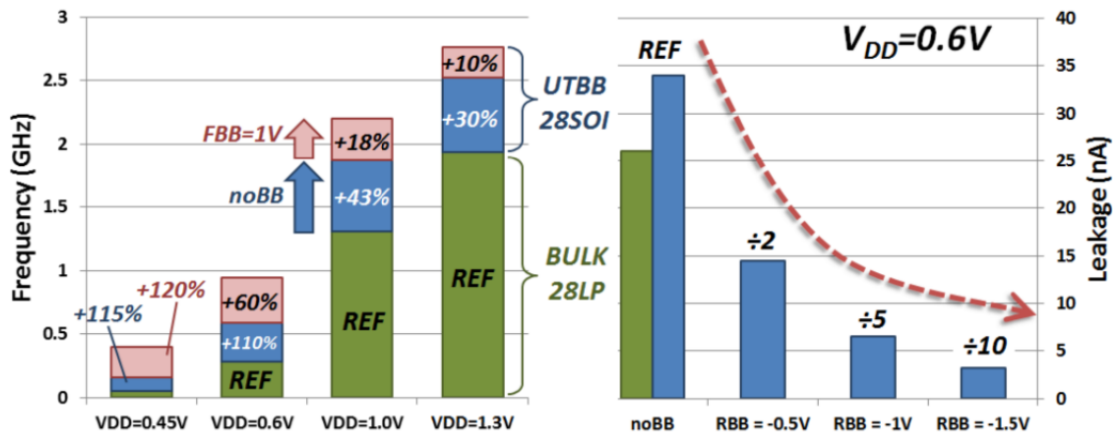 Frequency (GHz)
3
2.5
2
1.5
1
0.5
0
+115%
+120%
+60%
+110%
REF
FBB=1V
noBB
+18%
+43%
REF
+10%
+30%
REF
UTBB
28SOI
BULK
28LP
VDD=0.45V
VDD=0.6V
VDD=1.0V
VDD=1.3V
REF
VDD=0.6V
÷2
÷5
÷10
noBB
RBB = -0.5V
RBB = -1V
RBB = -1.5V
40
35
30
25
20
15
10
5
0
Leakage (nA)